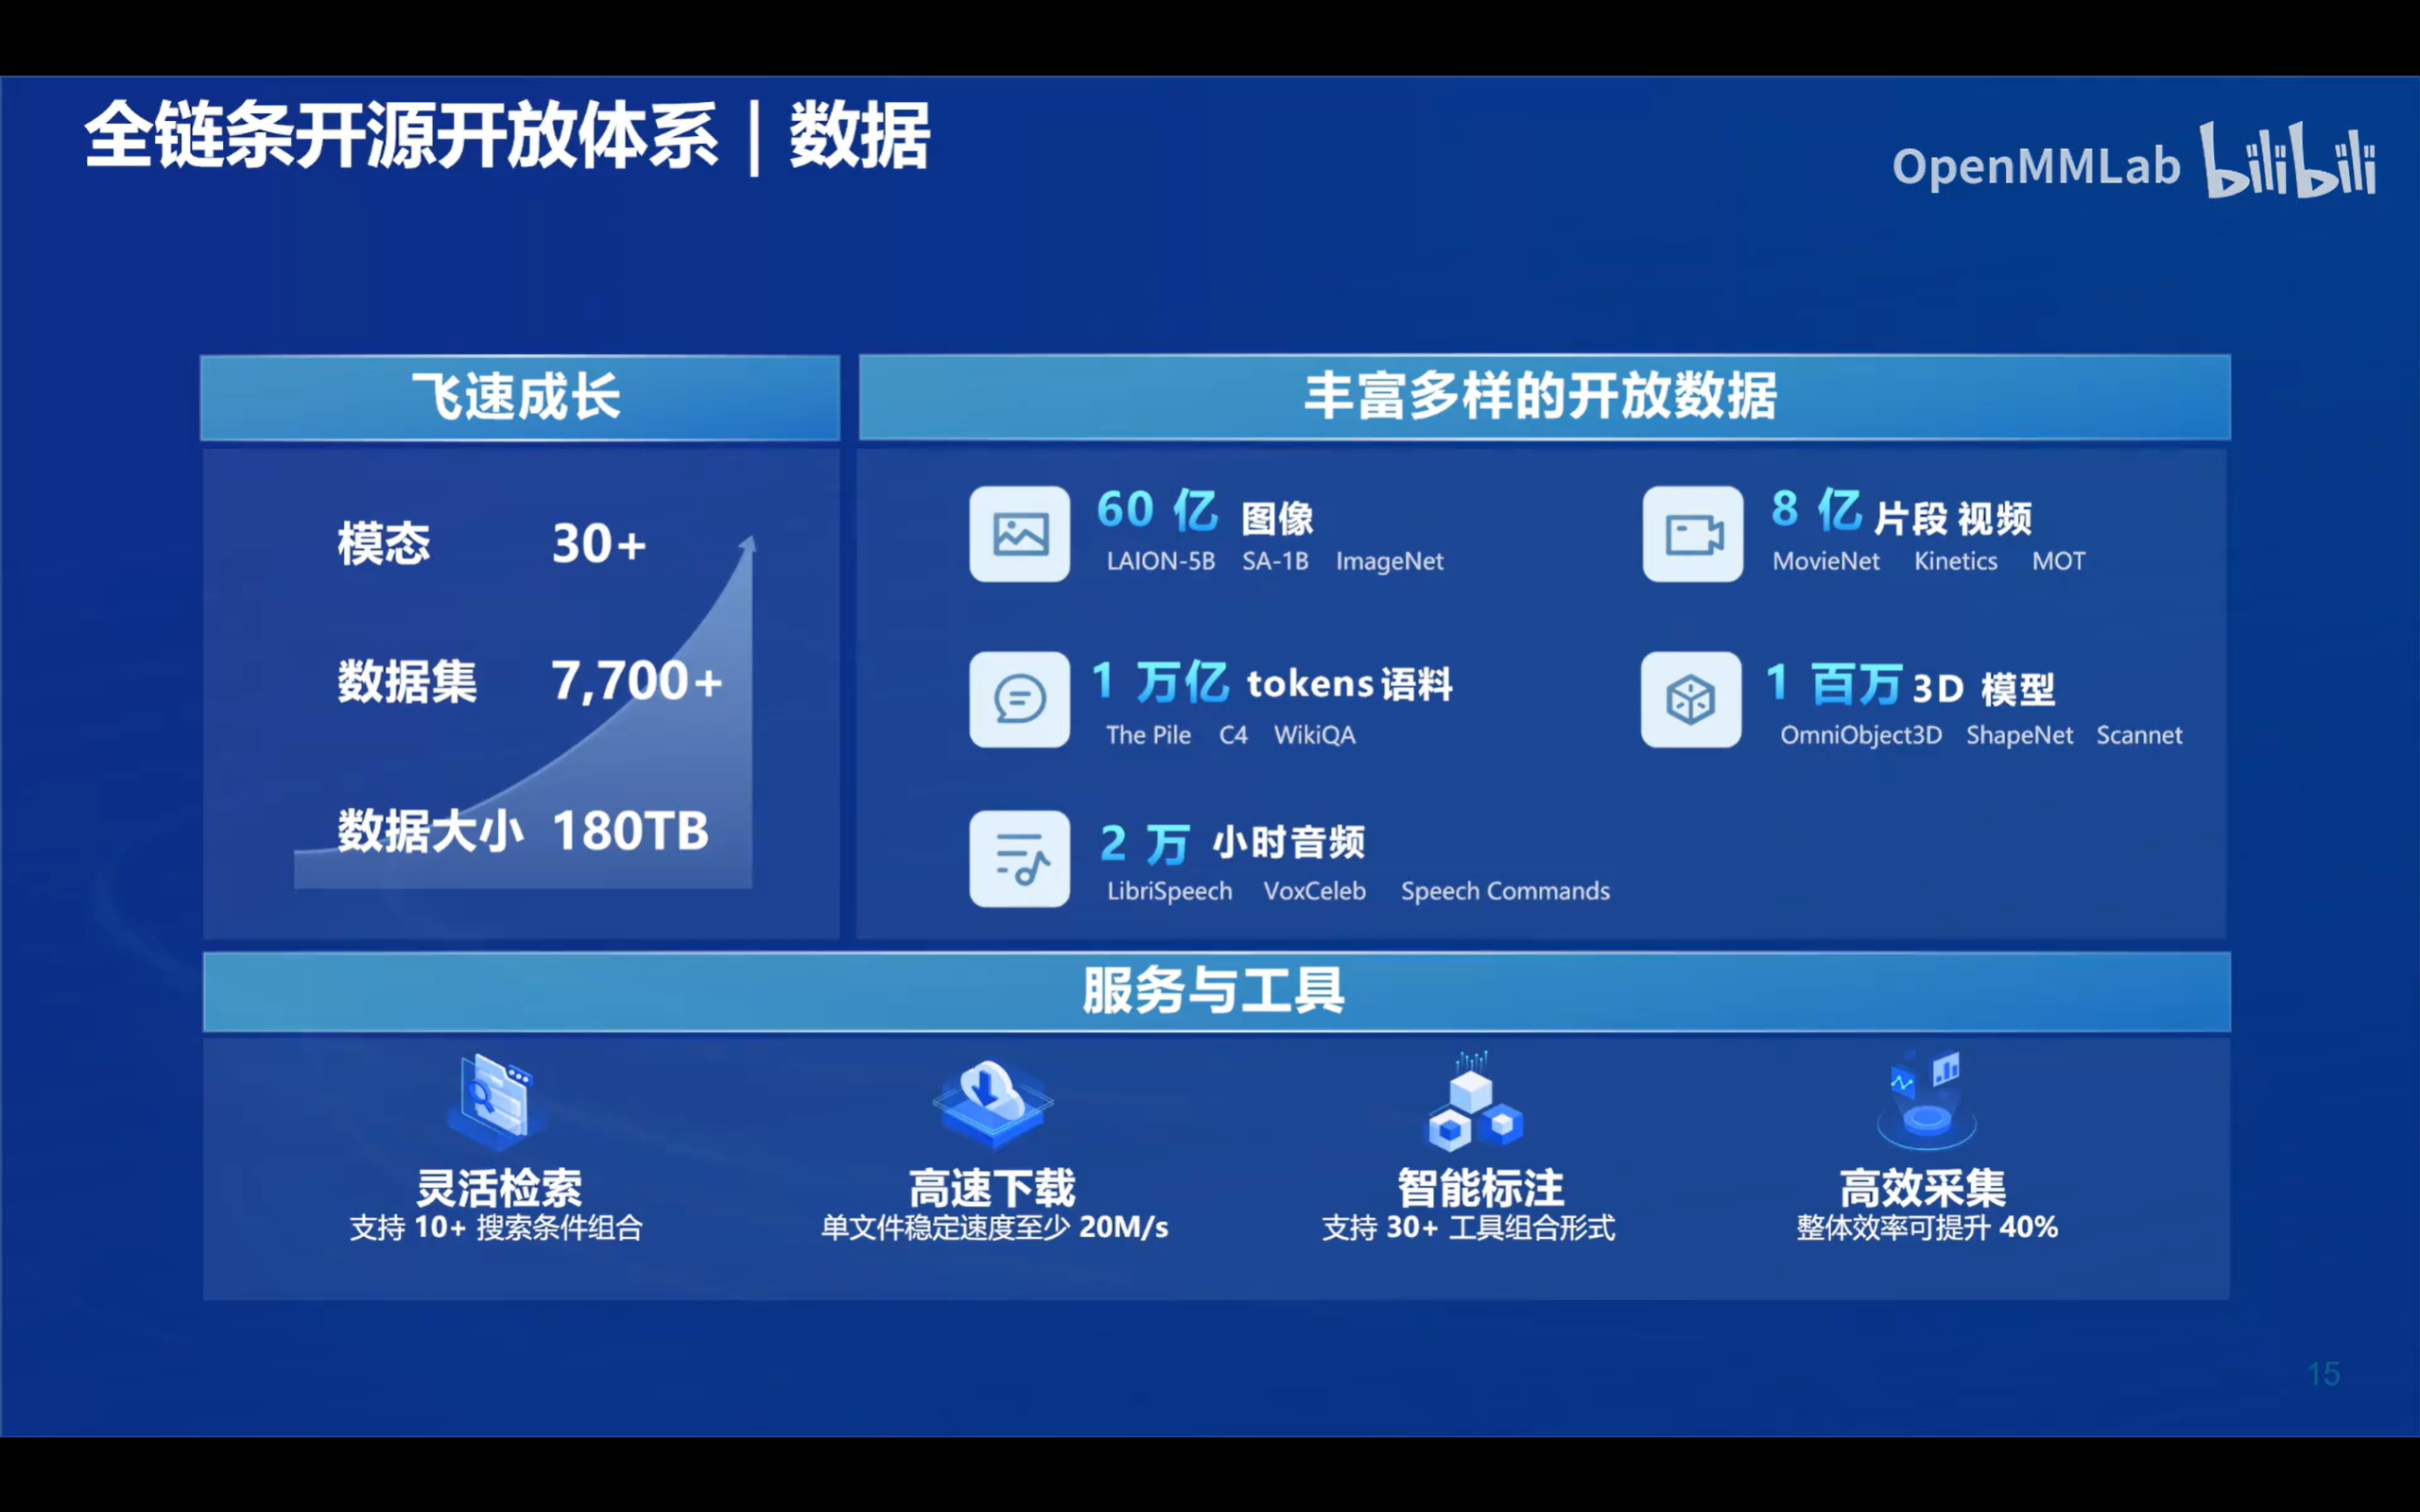 全链条开源开放体系｜数据
OpenMMLab bilibili
飞速成长
模态 30+
数据集 7,700+
数据大小 180TB
丰富多样的开放数据
60 亿 图像
LAION-5B SA-1B ImageNet
8 亿 片段 视频
MovieNet Kinetics MOT
1 万亿 tokens 语料
The Pile C4 WikiQA
1 百万 3D 模型
OmniObject3D ShapeNet Scannet
2 万 小时音频
LibriSpeech VoxCeleb Speech Commands
服务与工具
灵活检索
支持 10+ 搜索条件组合
高速下载
单文件稳定速度至少 20M/s
智能标注
支持 30+ 工具组合形式
高效采集
整体效率可提升 40%
15